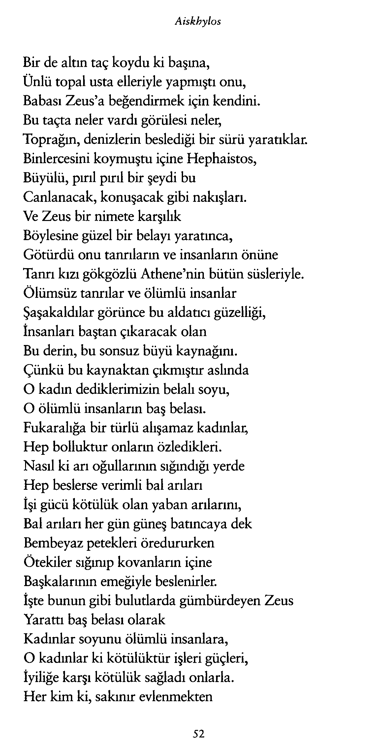 Aiskhylos
Bir de altın taç koydu ki başına,
Ünlü topal usta elleriyle yapmıştı onu,
Babası Zeus'a beğendirmek için kendini.
Bu taçta neler vardı görülesi neler,
Toprağın, denizlerin beslediği bir sürü yaratıklar.
Binlercesini koymuştu içine Hephaistos,
Büyülü, pırıl pırıl bir şeydi bu
Canlanacak, konuşacak gibi nakışları.
Ve Zeus bir nimete karşılık
Böylesine güzel bir belayı yaratınca,
Götürdü onu tanrıların ve insanların önüne
Tanrı kızı gökgözlü Athene'nin bütün süsleriyle.
Ölümsüz tanrılar ve ölümlü insanlar
Şaşakaldılar görünce bu aldatıcı güzelliği,
İnsanları baştan çıkaracak olan
Bu derin, bu sonsuz büyü kaynağını.
Çünkü bu kaynaktan çıkmıştır aslında
O kadın dediklerimizin belalı soyu,
O ölümlü insanların baş belası.
Fukaralığa bir türlü alışamaz kadınlar,
Hep bolluktur onların özledikleri.
Nasıl ki arı oğullarının sığındığı yerde
Hep beslerse verimli bal arıları
İşi gücü kötülük olan yaban arılarını,
Bal arıları her gün güneş batıncaya dek
Bembeyaz petekleri öredururken
Ötekiler sığınıp kovanların içine
Başkalarının emeğiyle beslenirler.
İşte bunun gibi bulutlarda gümbürdeyen Zeus
Yarattı baş belası olarak
Kadınlar soyunu ölümlü insanlara,
O kadınlar ki kötülüktür işleri güçleri,
İyiliğe karşı kötülük sağladı onlarla.
Her kim ki, sakınır evlenmekten
52